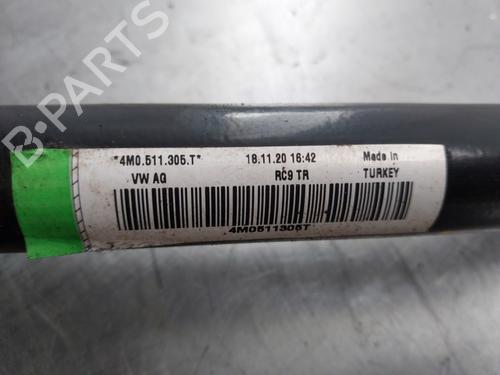 *4M0.511.305.T* 18.11.20 16:42 Made in
VW AG RC9 TR TURKEY
4M0511305T
B-PARTS